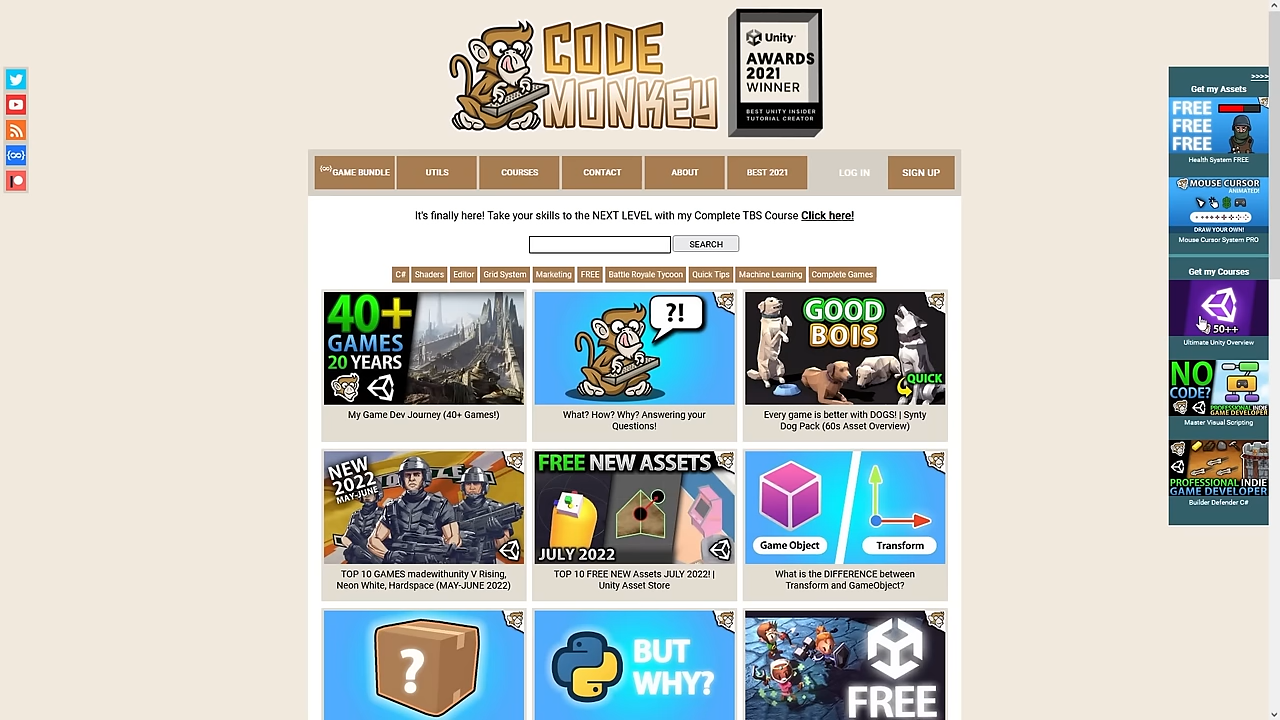 CODE
MONKEY
Unity
AWARDS
2021
WINNER
BEST UNITY INSIDER
TUTORIAL CREATOR
GAME BUNDLE
UTILS
COURSES
CONTACT
ABOUT
BEST 2021
LOG IN
SIGN UP
It's finally here! Take your skills to the NEXT LEVEL with my Complete TBS Course Click here!
SEARCH
C#
Shaders
Editor
Grid System
Marketing
FREE
Battle Royale Tycoon
Quick Tips
Machine Learning
Complete Games
40+
GAMES
20 YEARS
My Game Dev Journey (40+ Games!)
?!
What? How? Why? Answering your
Questions!
GOOD
BOIS
QUICK
Every game is better with DOGS! | Synty
Dog Pack (60s Asset Overview)
NEW
2022
MAY-JUNE
TOP 10 GAMES madewithunity V Rising,
Neon White, Hardspace (MAY-JUNE 2022)
FREE NEW ASSETS
JULY 2022
TOP 10 FREE NEW Assets JULY 2022! |
Unity Asset Store
Game Object
Transform
What is the DIFFERENCE between
Transform and GameObject?
?
BUT
WHY?
FREE
>>>>
Get my Assets
FREE
FREE
FREE
Health System FREE
MOUSE CURSOR
ANIMATED!
DRAW YOUR OWN!
Mouse Cursor System PRO
Get my Courses
50++
Ultimate Unity Overview
NO
CODE?
PROFESSIONAL INDIE
GAME DEVELOPER
Master Visual Scripting
PROFESSIONAL INDIE
GAME DEVELOPER
Builder Defender C#